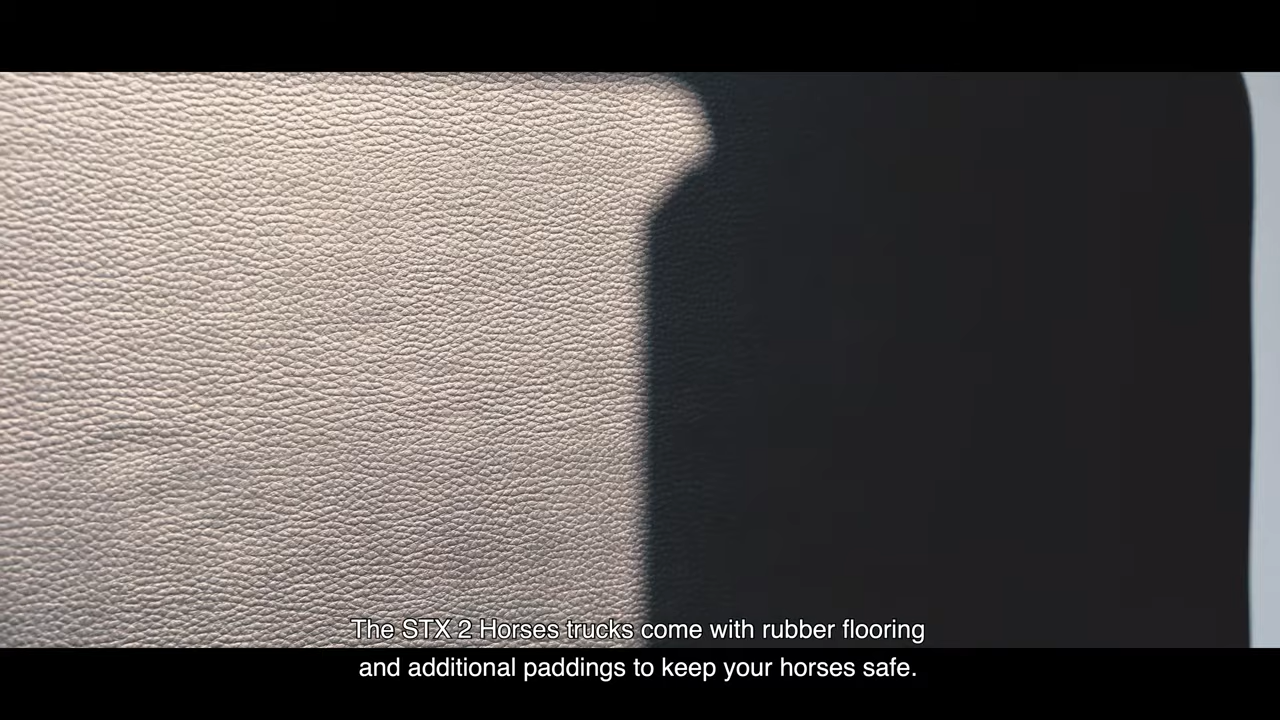 The STX 2 Horses trucks come with rubber flooring
and additional paddings to keep your horses safe.